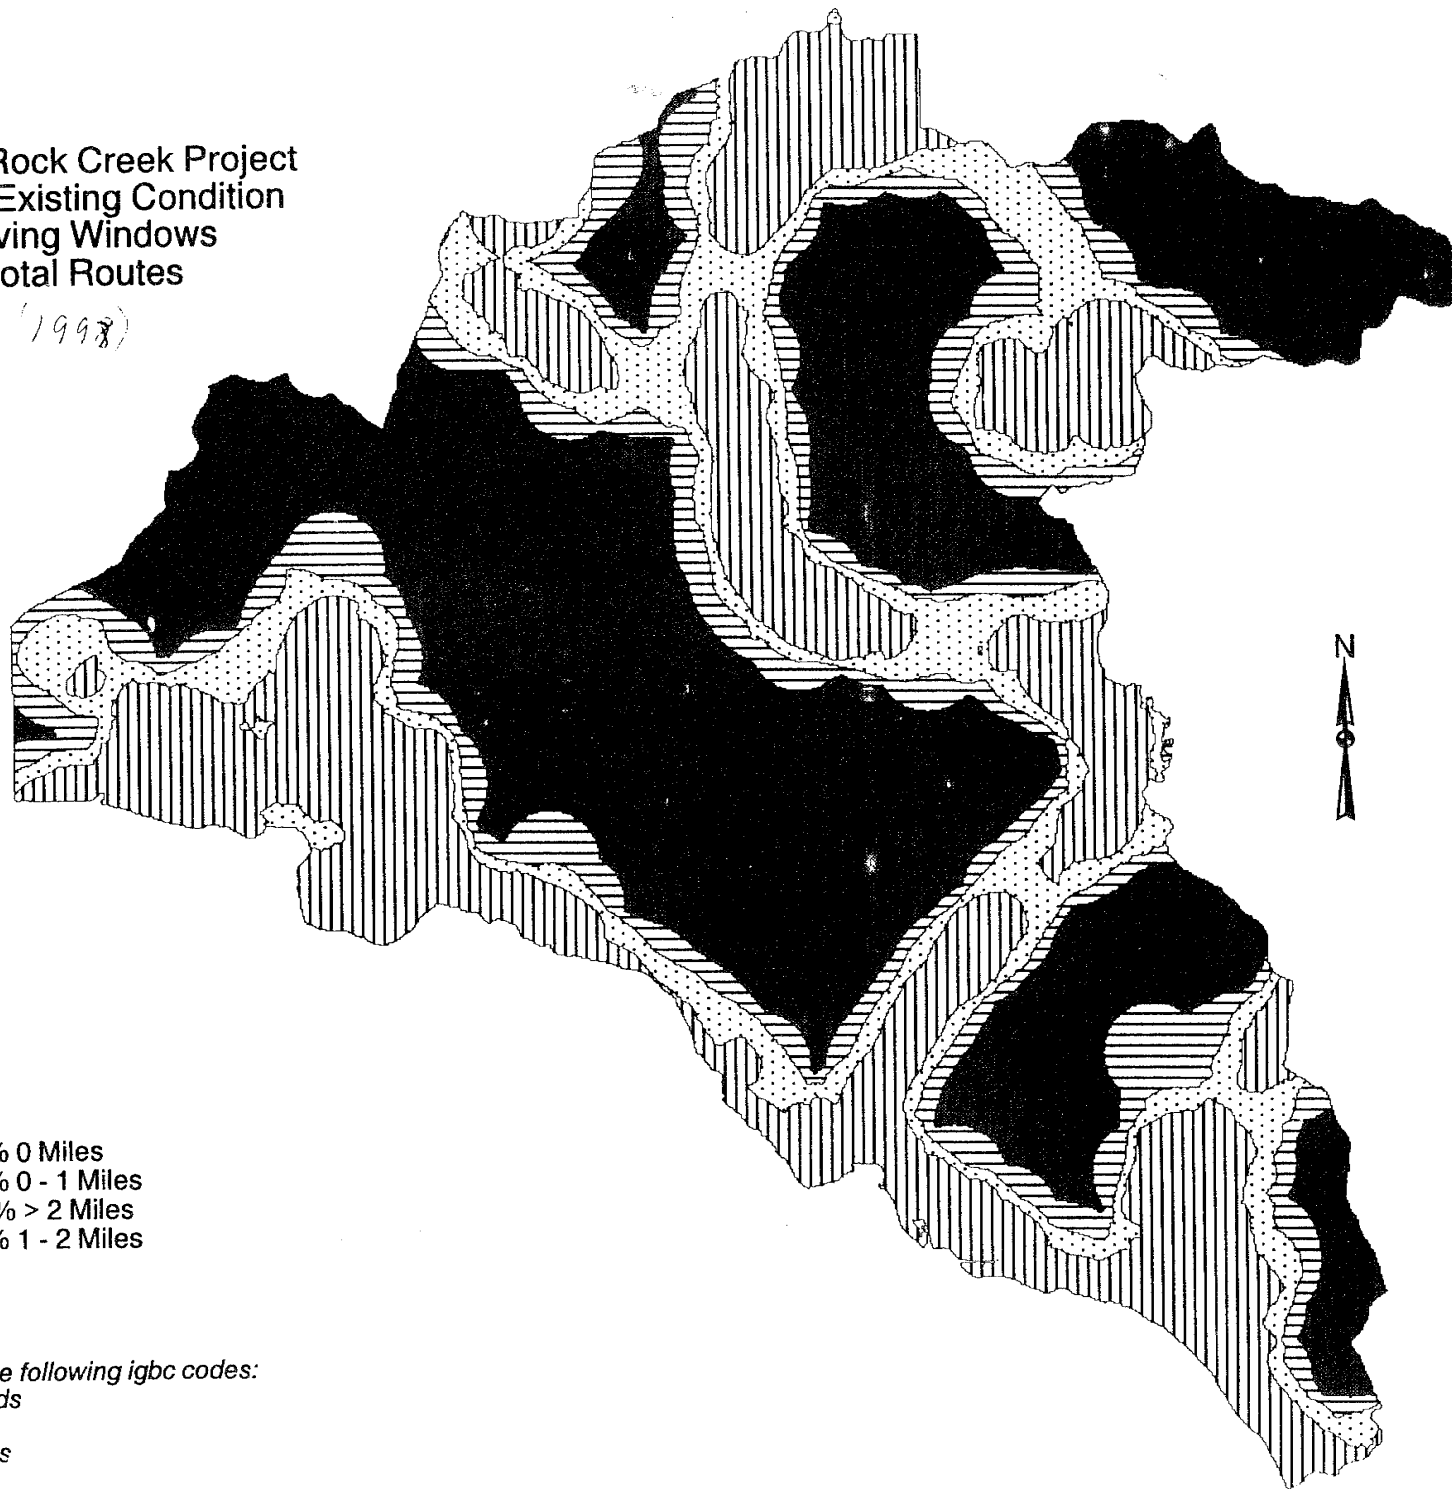 Rock Creek Project
Existing Condition
ving Windows
otal Routes
(1998)
N
% 0 Miles
% 0 - 1 Miles
% > 2 Miles
% 1 - 2 Miles
e following igbc codes:
ds
s